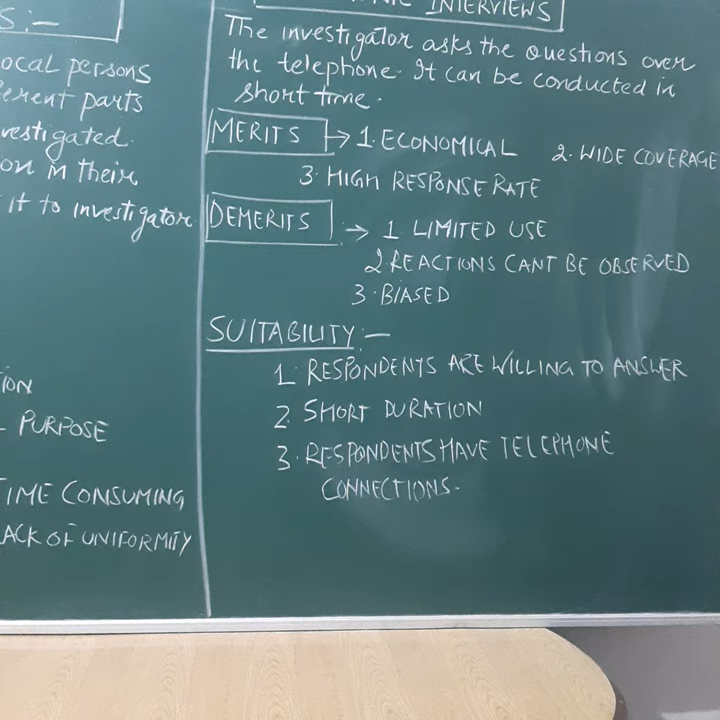 S:-
ocal persons
erent parts
vestigated.
on in their
it to investigator
ION
PURPOSE
TIME CONSUMING
ACK OF UNIFORMITY
INTERVIEWS
The investigator asks the questions over
the telephone. It can be conducted in
short time.
MERITS → 1. ECONOMICAL 2. WIDE COVERAGE
3. HIGH RESPONSE RATE
DEMERITS → 1 LIMITED USE
2 REACTIONS CANT BE OBSERVED
3. BIASED
SUITABILITY:-
1. RESPONDENTS ARE WILLING TO ANSWER
2. SHORT DURATION
3. RESPONDENTS HAVE TELEPHONE
CONNECTIONS.